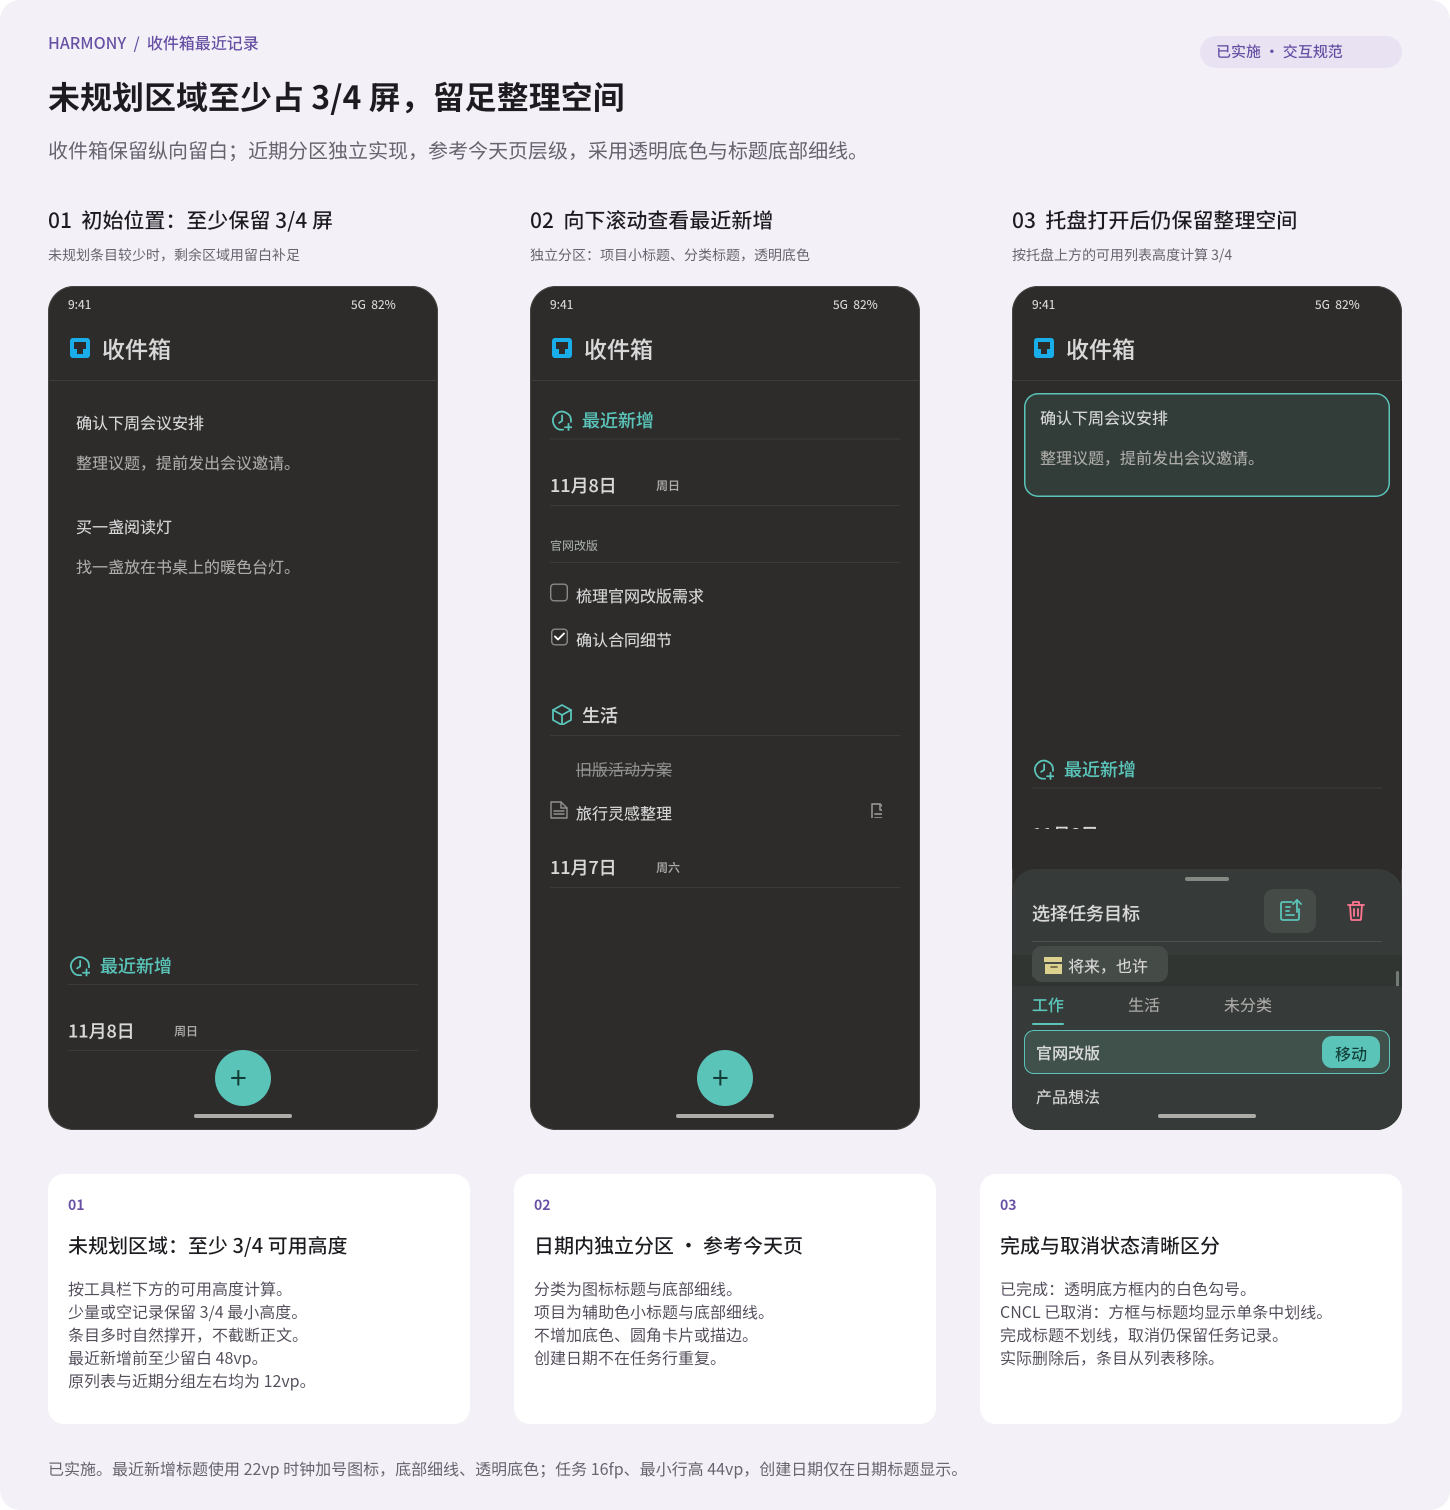 HARMONY / 收件箱最近记录
已实施 · 交互规范
未规划区域至少占 3/4 屏，留足整理空间
收件箱保留纵向留白；近期分区独立实现，参考今天页层级，采用透明底色与标题底部细线。
01 初始位置：至少保留 3/4 屏
未规划条目较少时，剩余区域用留白补足
9:41
5G 82%
收件箱
确认下周会议安排
整理议题，提前发出会议邀请。
买一盏阅读灯
找一盏放在书桌上的暖色台灯。
最近新增
11月8日 周日
+
02 向下滚动查看最近新增
独立分区：项目小标题、分类标题，透明底色
9:41
5G 82%
收件箱
最近新增
11月8日 周日
官网改版
梳理官网改版需求
确认合同细节
生活
旧版活动方案
旅行灵感整理
11月7日 周六
+
03 托盘打开后仍保留整理空间
按托盘上方的可用列表高度计算 3/4
9:41
5G 82%
收件箱
确认下周会议安排
整理议题，提前发出会议邀请。
最近新增
选择任务目标
将来，也许
工作 生活 未分类
官网改版 移动
产品想法
01
未规划区域：至少 3/4 可用高度
按工具栏下方的可用高度计算。
少量或空记录保留 3/4 最小高度。
条目多时自然撑开，不截断正文。
最近新增前至少留白 48vp。
原列表与近期分组左右均为 12vp。
02
日期内独立分区 · 参考今天页
分类为图标标题与底部细线。
项目为辅助色小标题与底部细线。
不增加底色、圆角卡片或描边。
创建日期不在任务行重复。
03
完成与取消状态清晰区分
已完成：透明底方框内的白色勾号。
CNCL 已取消：方框与标题均显示单条中划线。
完成标题不划线，取消仍保留任务记录。
实际删除后，条目从列表移除。
已实施。最近新增标题使用 22vp 时钟加号图标，底部细线、透明底色；任务 16fp、最小行高 44vp，创建日期仅在日期标题显示。